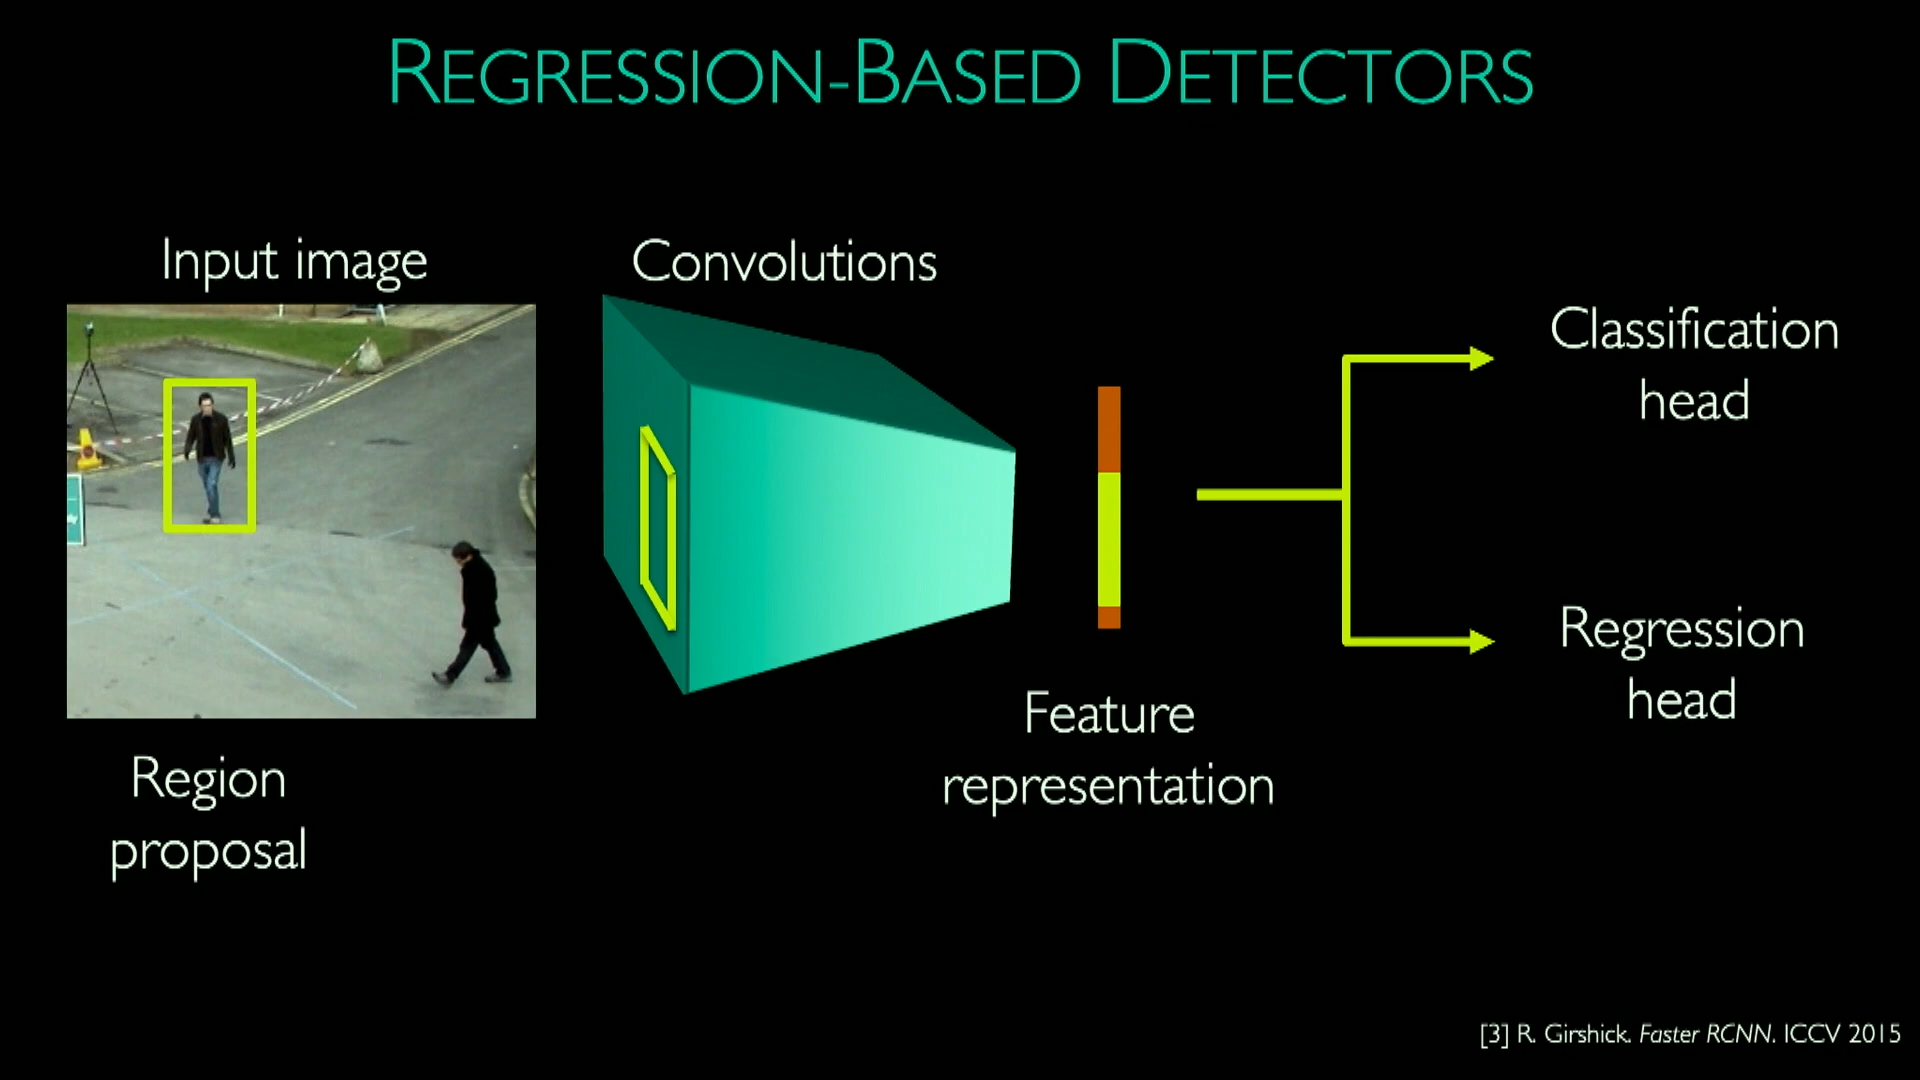 REGRESSION-BASED DETECTORS
Input image
Convolutions
Classification
head
Regression
head
Feature
representation
Region
proposal
[3] R. Girshick. Faster RCNN. ICCV 2015